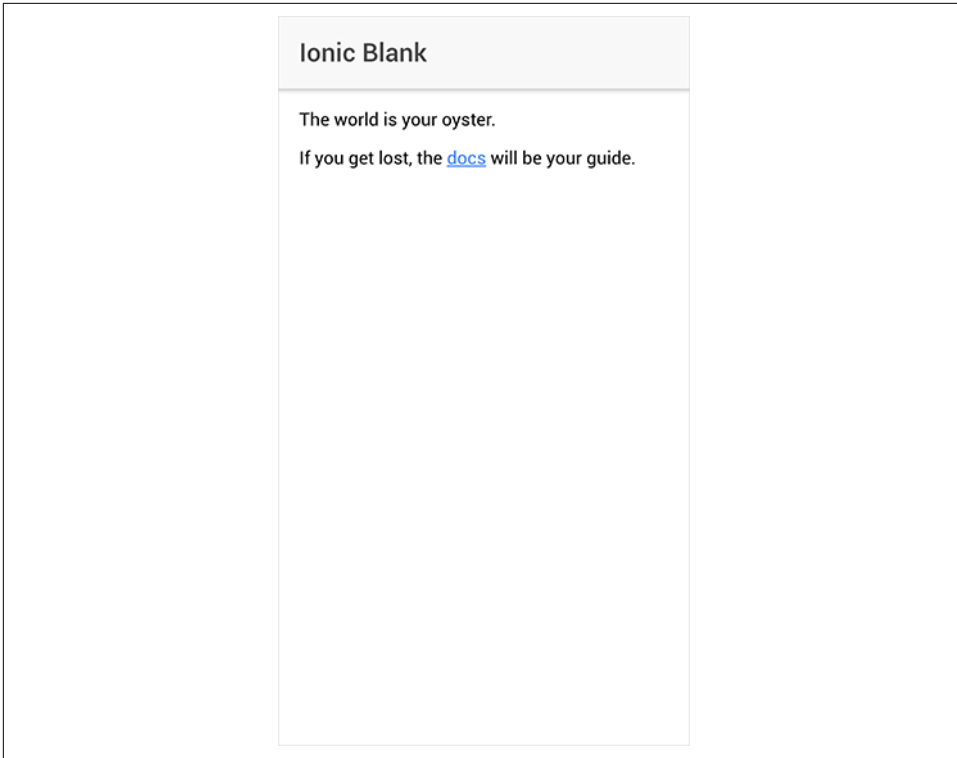 Ionic Blank
The world is your oyster.
If you get lost, the docs will be your guide.